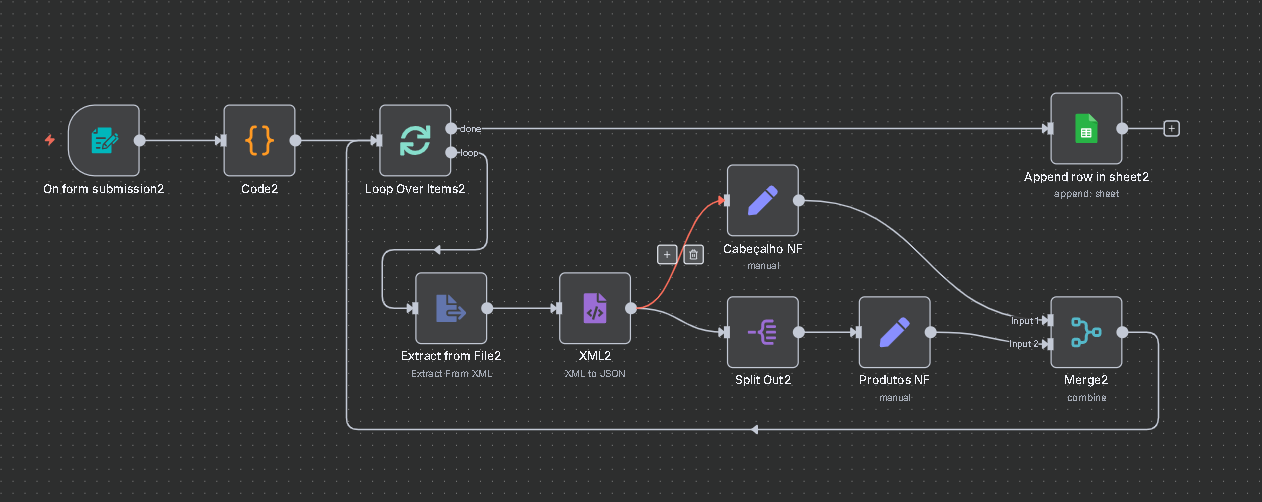 done
loop
On form submission2
Code2
Loop Over Items2
Append row in sheet2
append: sheet
Cabeçalho NF
manual
Extract from File2
Extract From XML
XML2
XML to JSON
Split Out2
Produtos NF
manual
Input 1
Input 2
Merge2
combine